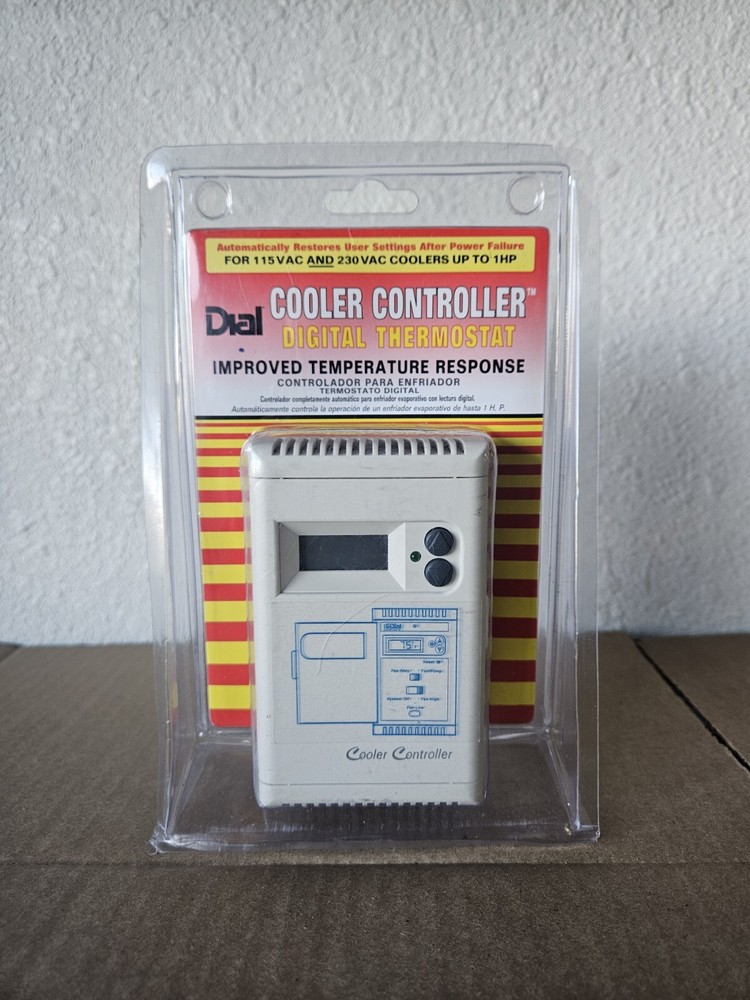 Automatically Restores User Settings After Power Failure
FOR 115VAC AND 230VAC COOLERS UP TO 1HP
Dial COOLER CONTROLLER™
DIGITAL THERMOSTAT
IMPROVED TEMPERATURE RESPONSE
CONTROLADOR PARA ENFRIADOR
TERMOSTATO DIGITAL
Controlador completamente automático para enfriador evaporativo con lectura digital.
Automáticamente controla la operación de un enfriador evaporativo de hasta 1 H. P.
75
Cooler Controller